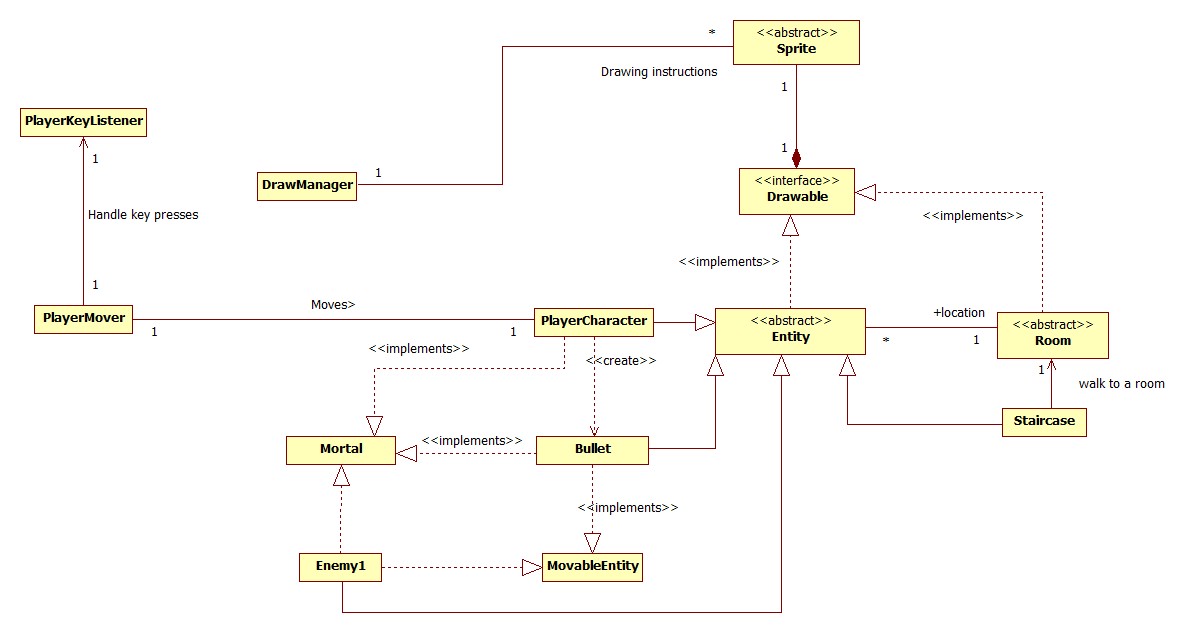 <<abstract>>
Sprite
*
Drawing instructions
1
PlayerKeyListener
1
1
1
DrawManager
<<interface>>
Drawable
<<implements>>
Handle key presses
<<implements>>
1
PlayerMover
1
Moves>
1
PlayerCharacter
<<abstract>>
Entity
+location
*
1
<<abstract>>
Room
<<implements>>
<<create>>
1
walk to a room
Staircase
Mortal
<<implements>>
Bullet
<<implements>>
Enemy1
MovableEntity